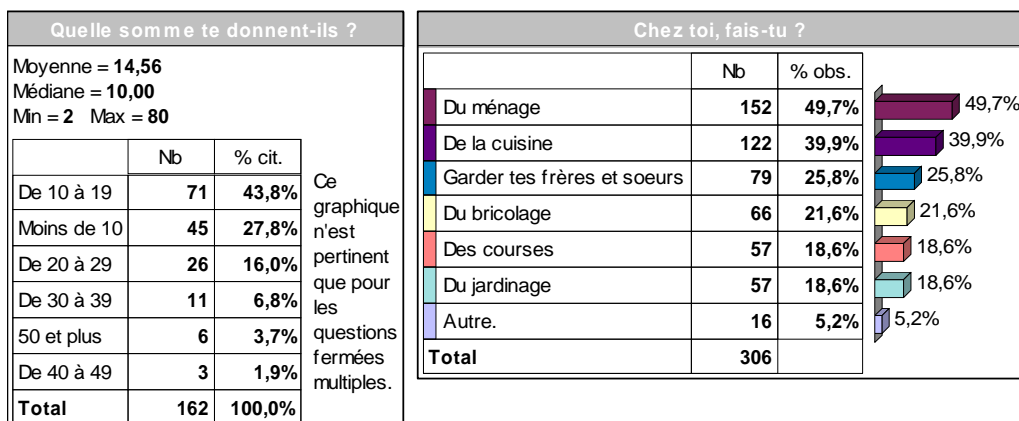 Quelle somme te donnent-ils ?
Moyenne = 14,56
Médiane = 10,00
Min = 2 Max = 80
Nb % cit.
De 10 à 19 71 43,8%
Moins de 10 45 27,8%
De 20 à 29 26 16,0%
De 30 à 39 11 6,8%
50 et plus 6 3,7%
De 40 à 49 3 1,9%
Total 162 100,0%
Ce
graphique
n'est
pertinent
que pour
les
questions
fermées
multiples.
Chez toi, fais-tu ?
Nb % obs.
Du ménage 152 49,7% 49,7%
De la cuisine 122 39,9% 39,9%
Garder tes frères et soeurs 79 25,8% 25,8%
Du bricolage 66 21,6% 21,6%
Des courses 57 18,6% 18,6%
Du jardinage 57 18,6% 18,6%
Autre. 16 5,2% 5,2%
Total 306